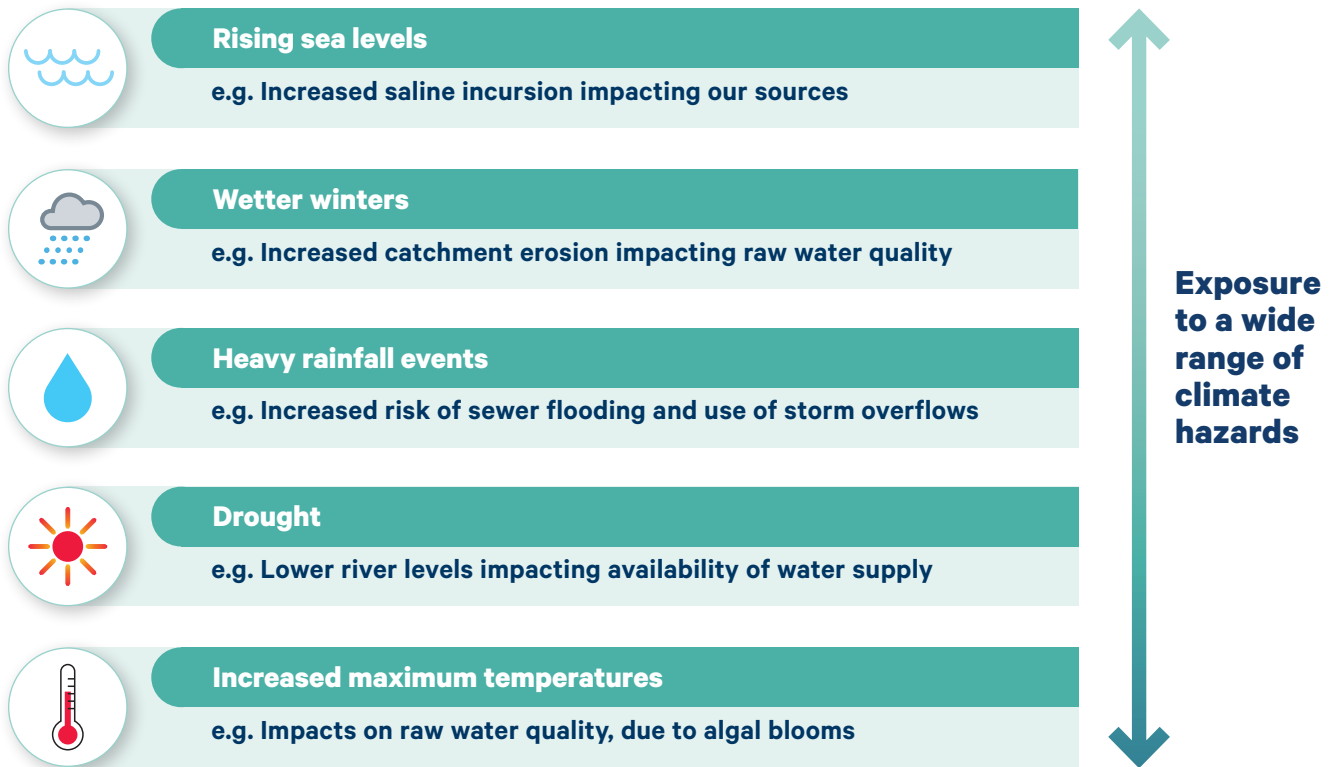 Rising sea levels
e.g. Increased saline incursion impacting our sources
Wetter winters
e.g. Increased catchment erosion impacting raw water quality
Heavy rainfall events
e.g. Increased risk of sewer flooding and use of storm overflows
Drought
e.g. Lower river levels impacting availability of water supply
Increased maximum temperatures
e.g. Impacts on raw water quality, due to algal blooms
Exposure
to a wide
range of
climate
hazards